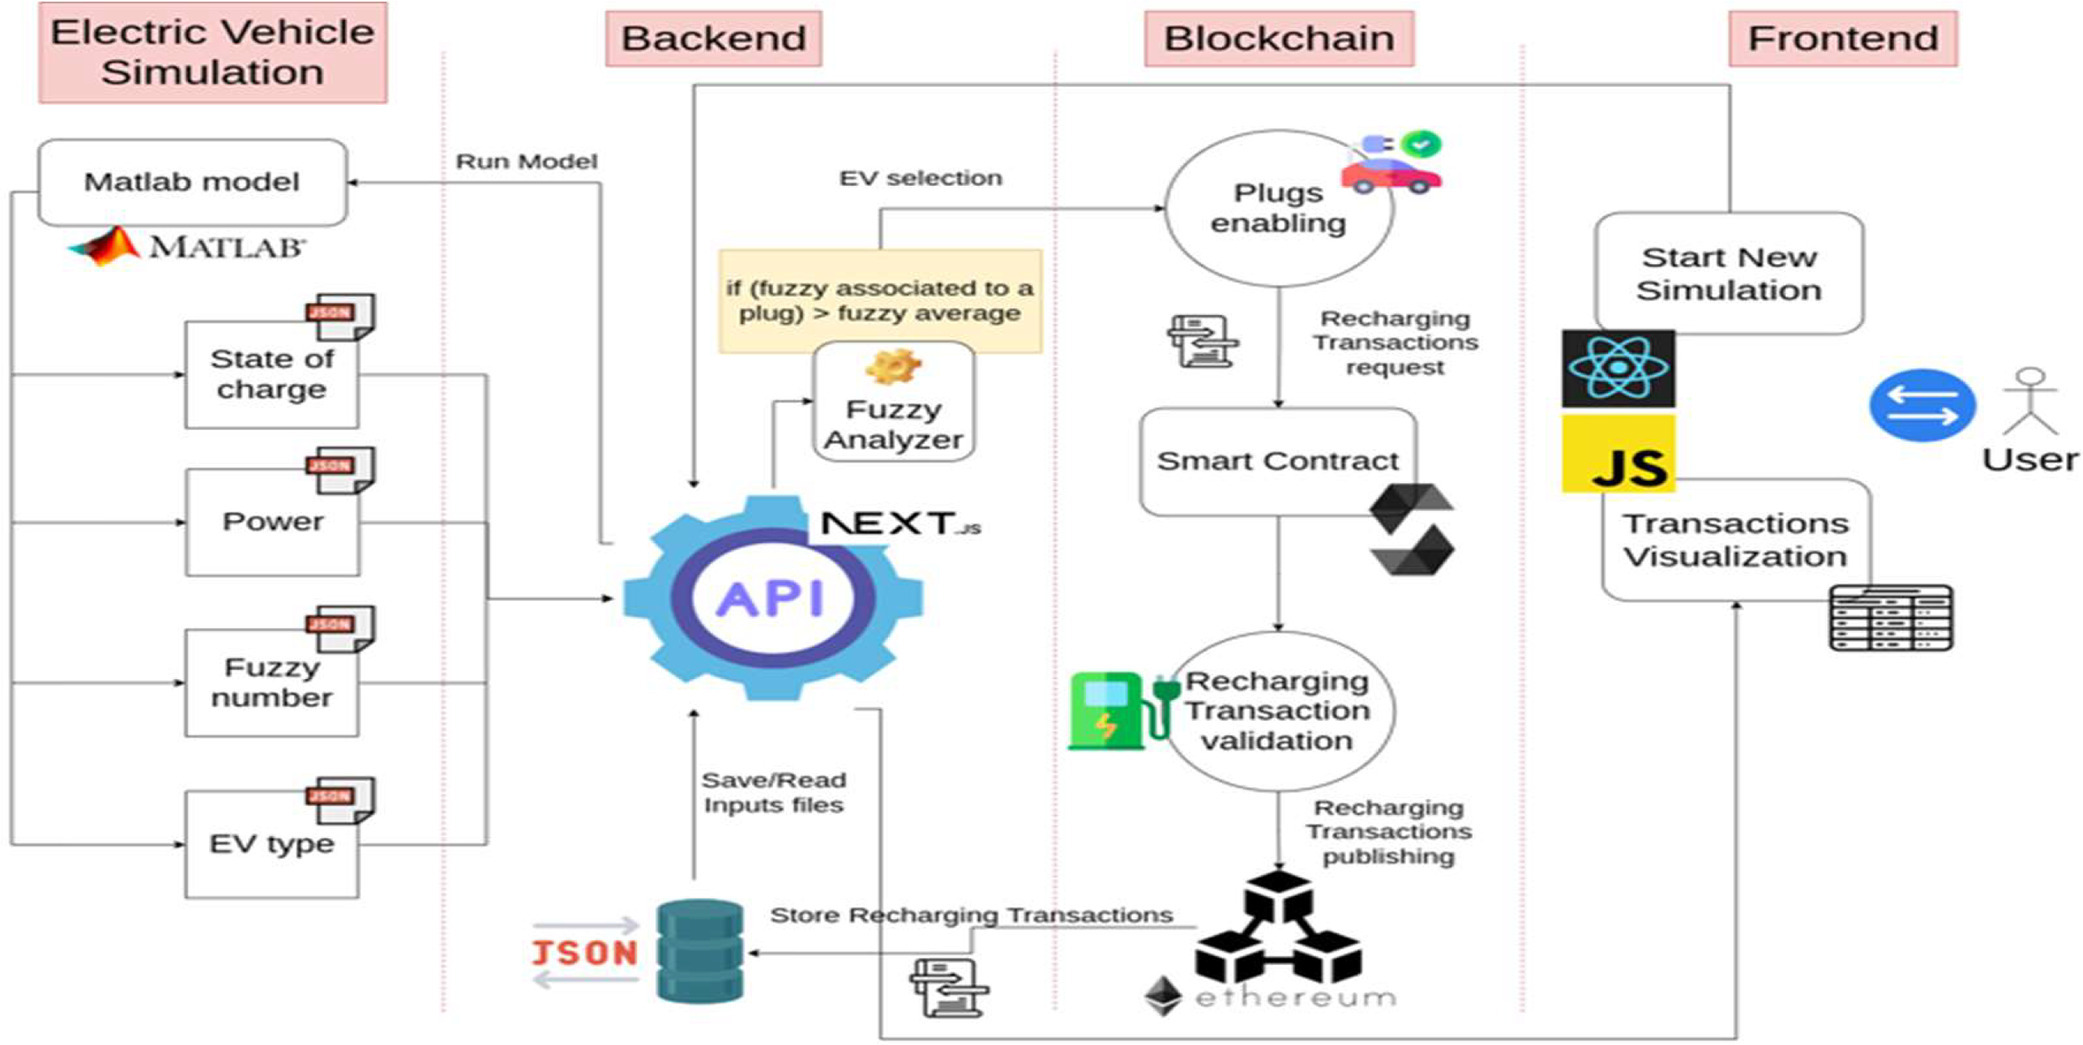 Electric Vehicle
Simulation
Backend
Blockchain
Frontend
Matlab model
MATLAB
Run Model
JSON
State of
charge
JSON
Power
JSON
Fuzzy
number
JSON
EV type
EV selection
if (fuzzy associated to a
plug) > fuzzy average
Fuzzy
Analyzer
NEXT.JS
API
Save/Read
Inputs files
JSON
Store Recharging Transactions
Plugs
enabling
Recharging
Transactions
request
Smart Contract
Recharging
Transaction
validation
Recharging
Transactions
publishing
ethereum
Start New
Simulation
JS
User
Transactions
Visualization